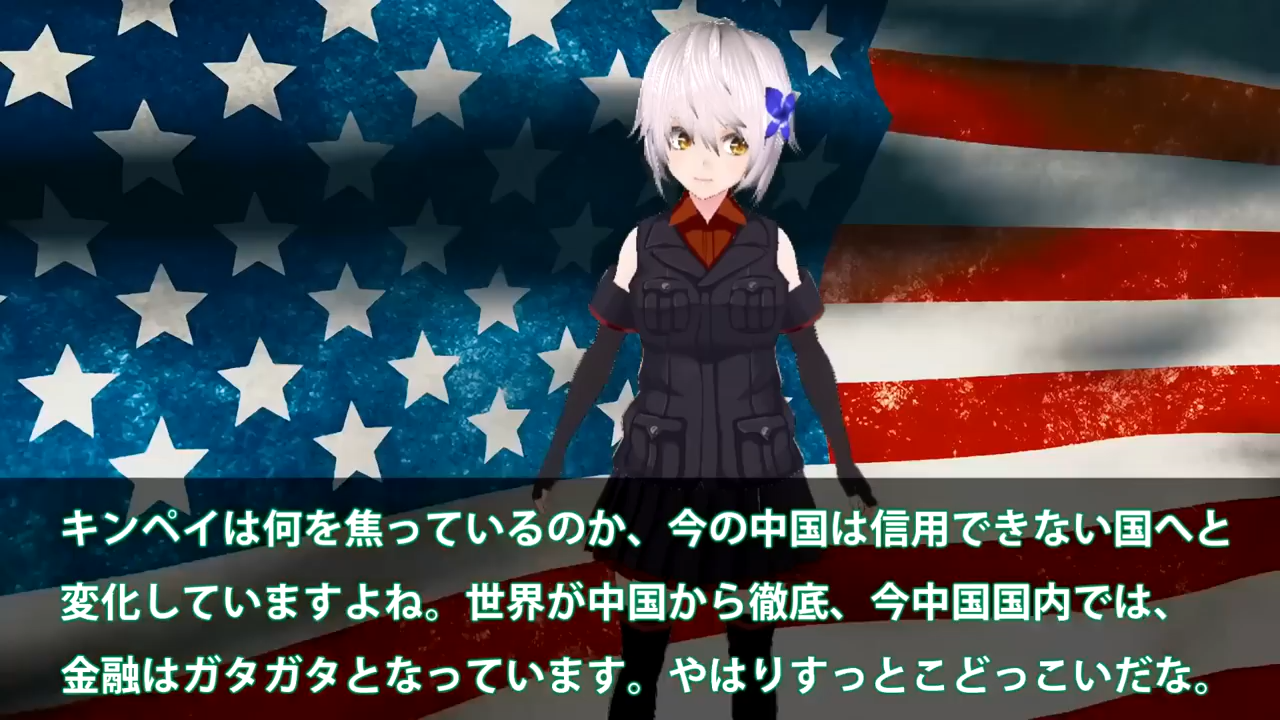 キンペイは何を焦っているのか、今の中国は信用できない国へと
変化していますよね。世界が中国から徹底、今中国国内では、
金融はガタガタとなっています。やはりすっとこどっこいだな。